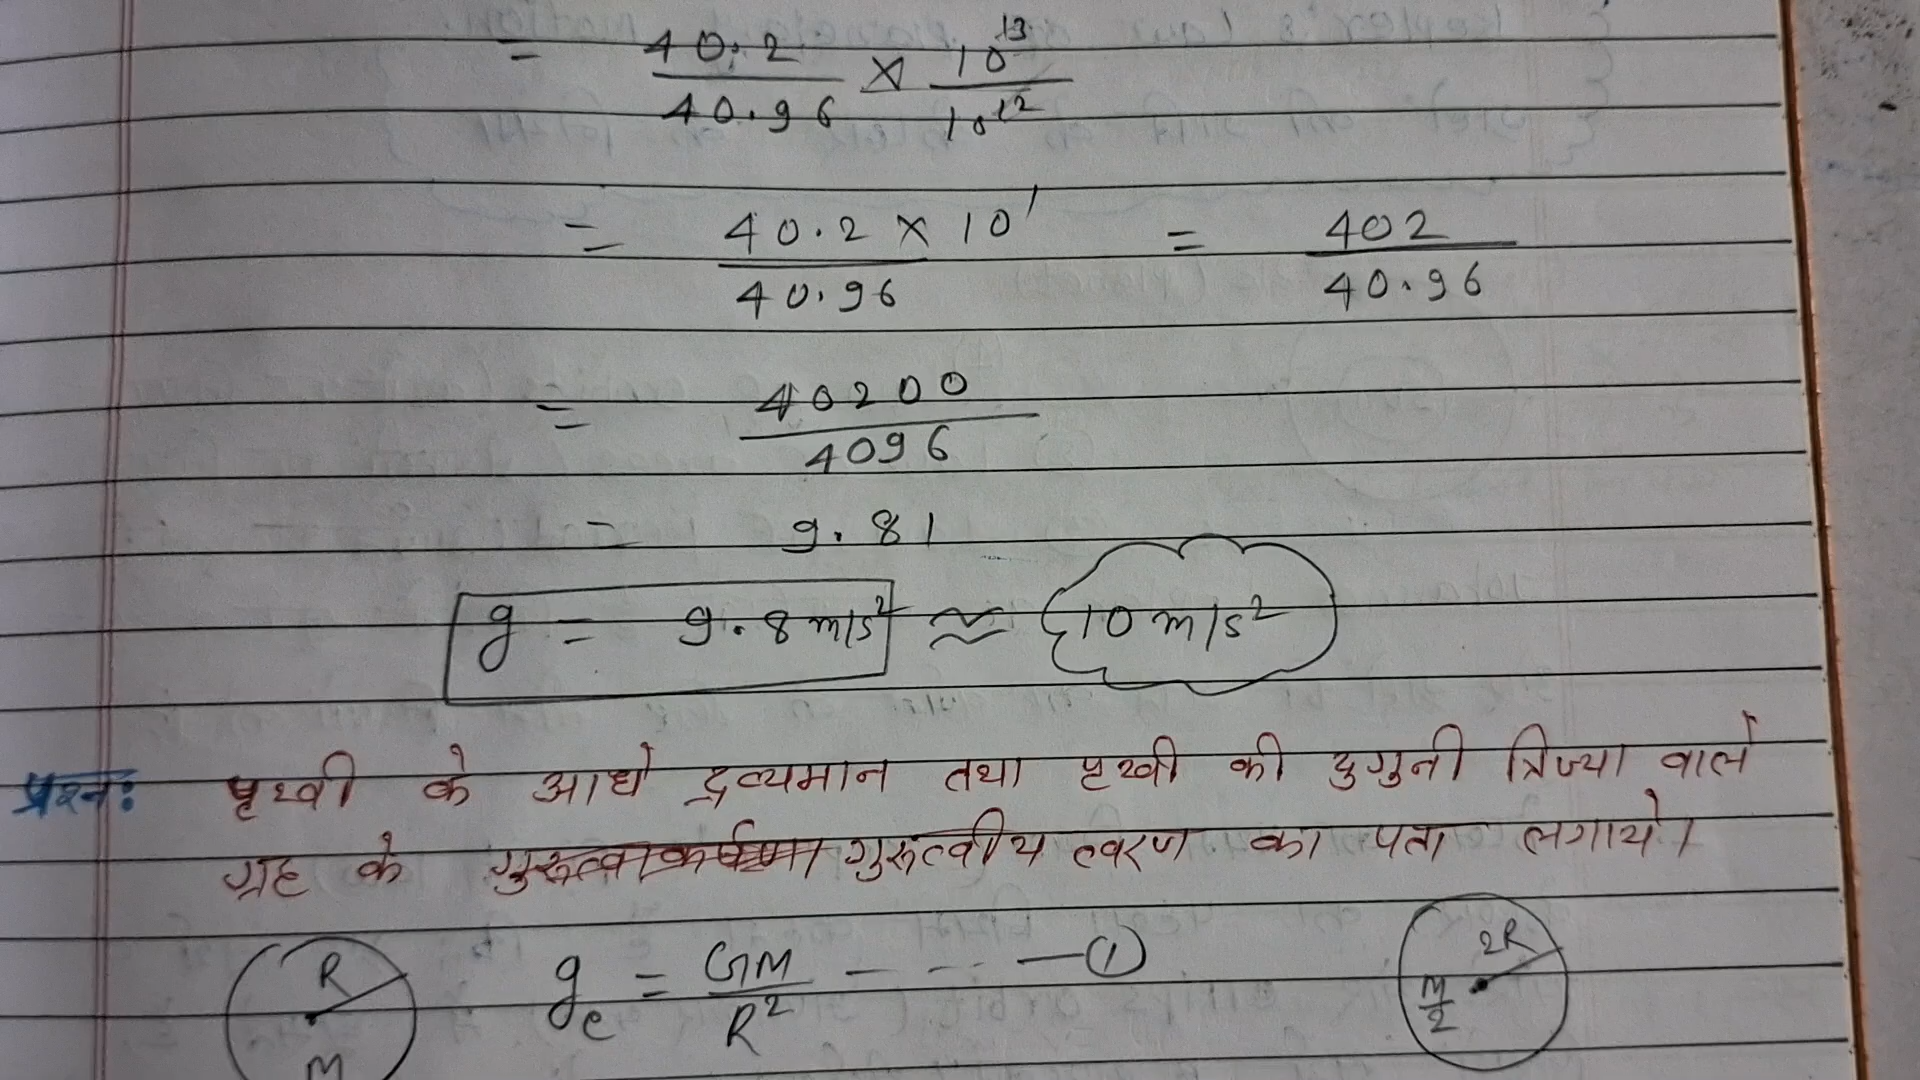 = 40.2 / 40.96 × 10^13 / 10^12
= 40.2 × 10^1 / 40.96 = 402 / 40.96
= 40200 / 4096
= 9.81
g = 9.8 m/s² ≈ 10 m/s²
प्रश्न: पृथ्वी के आधे द्रव्यमान तथा पृथ्वी की दुगुनी त्रिज्या वाले
ग्रह के गुरुत्वीय त्वरण का पता लगाये।
R M g_e = GM / R² - - - - ① 2R M/2